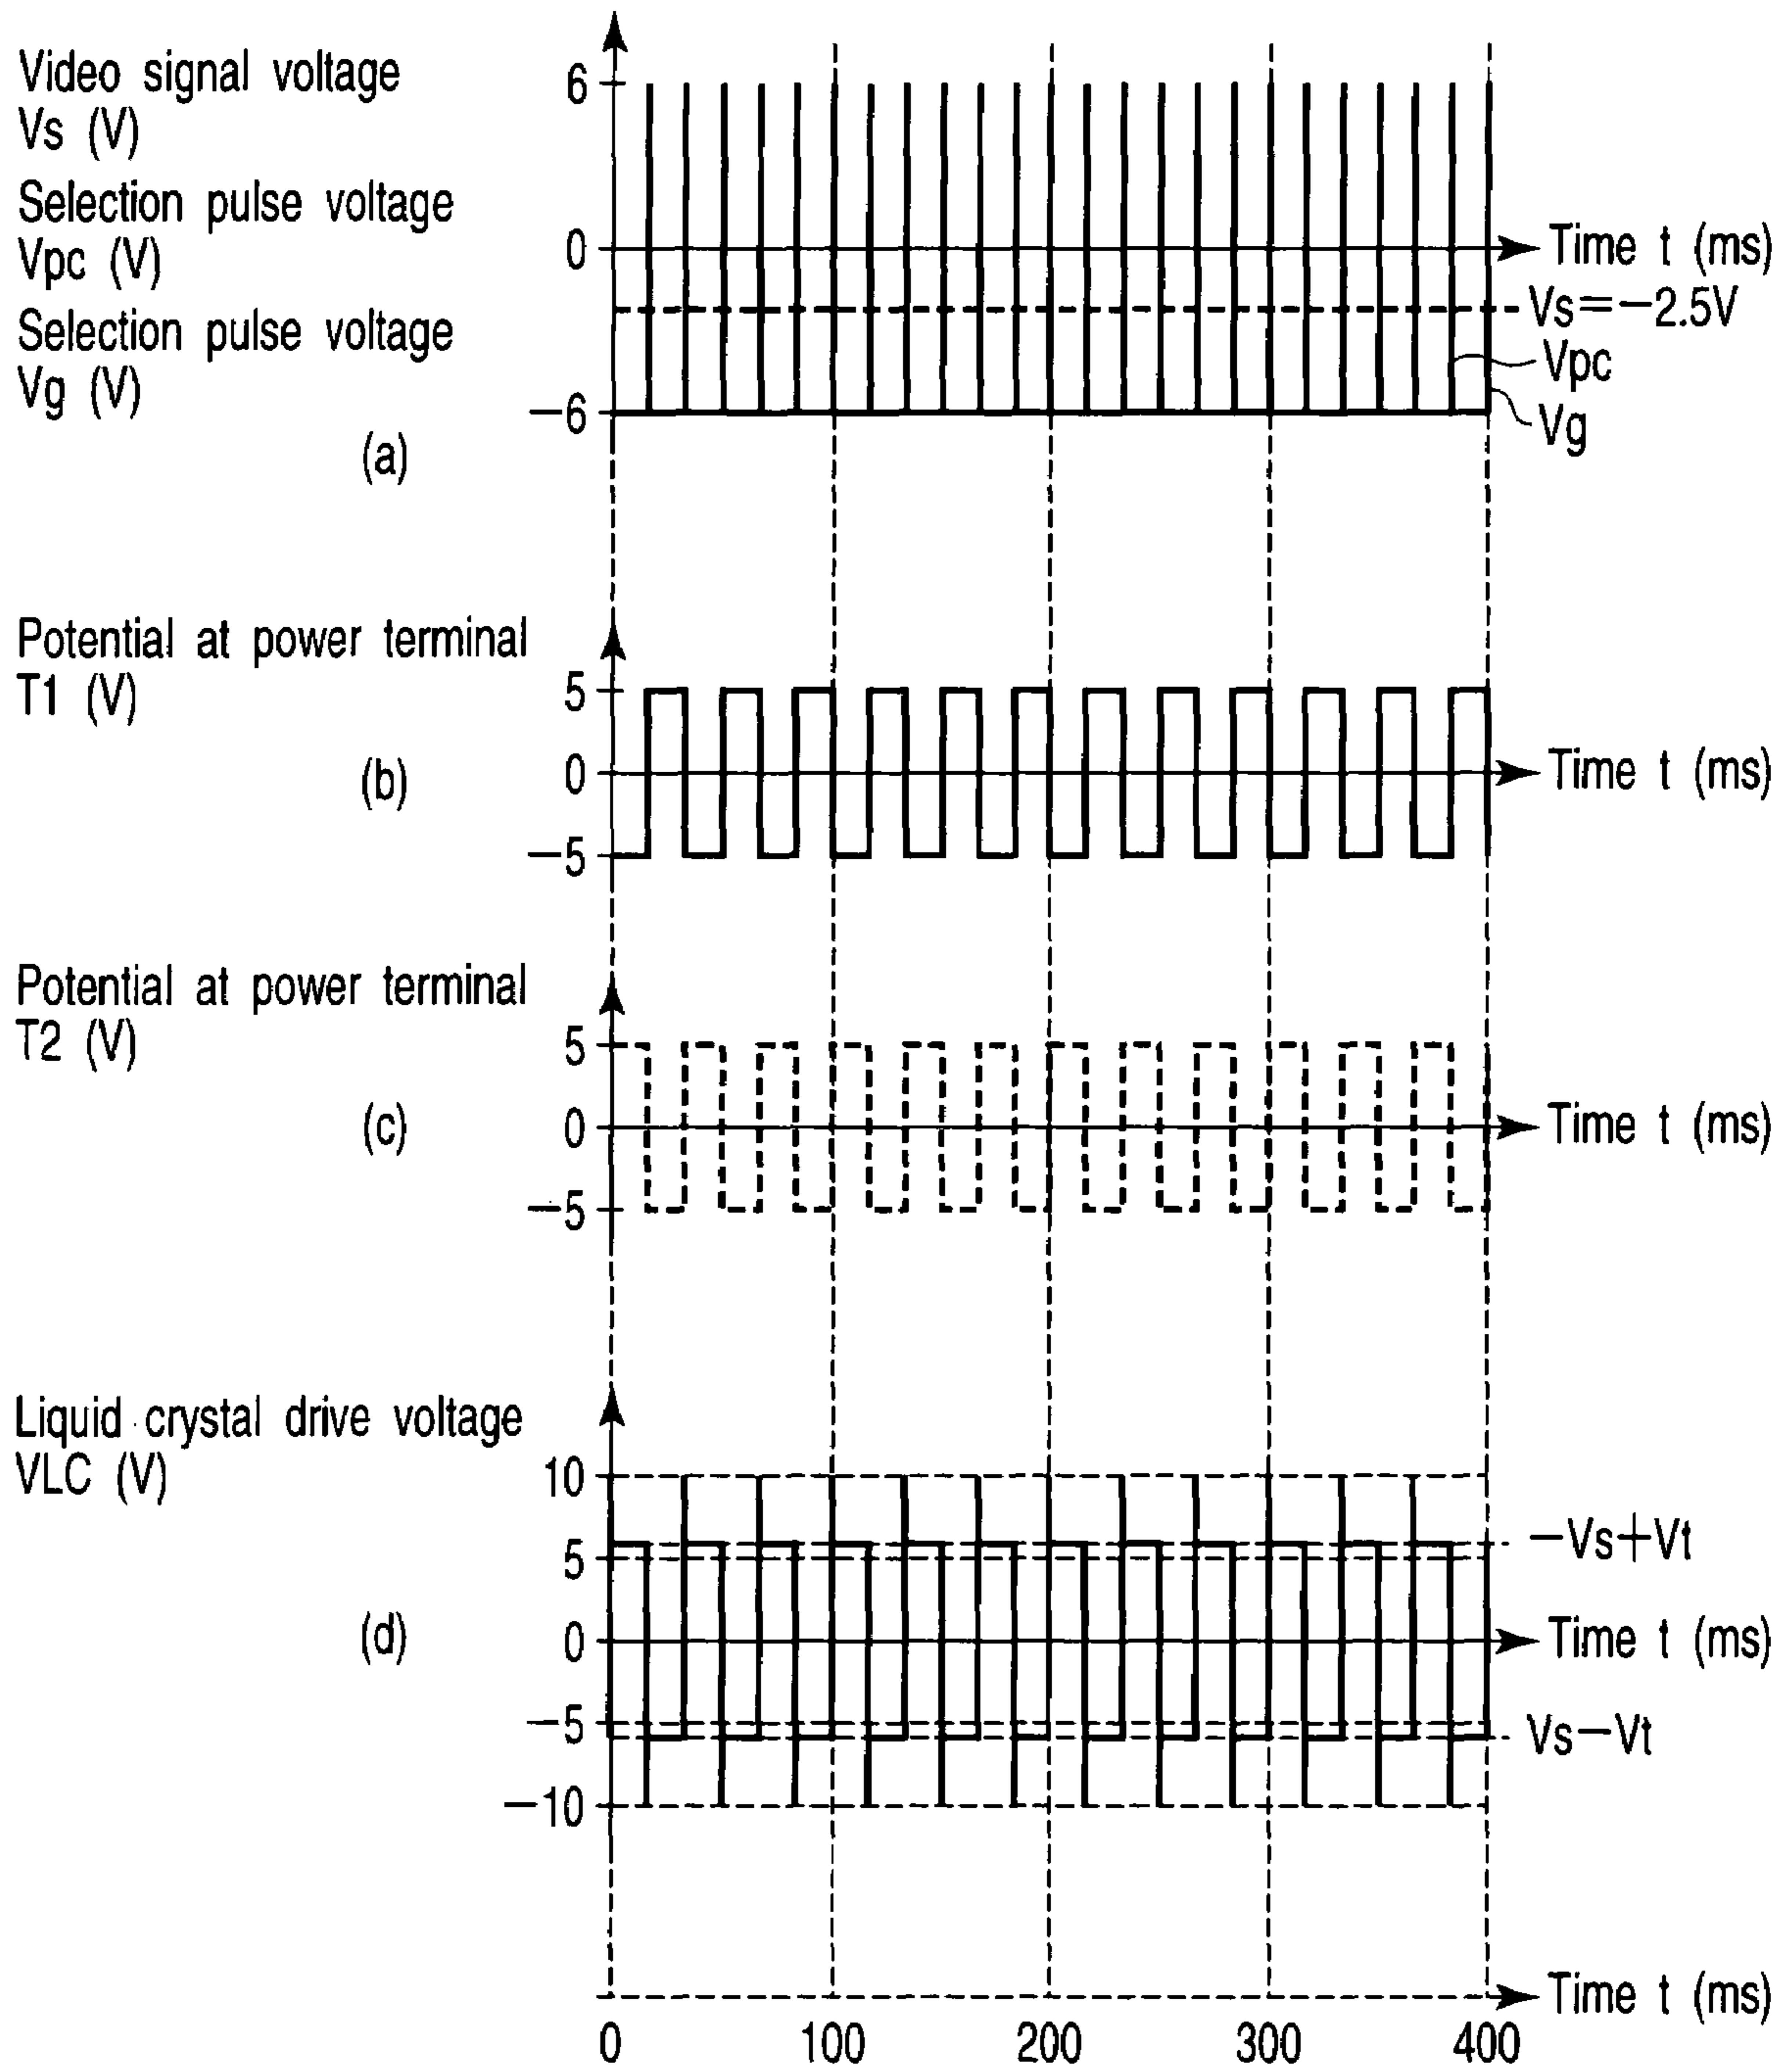 Video signal voltage
Vs (V)
Selection pulse voltage
Vpc (V)
Selection pulse voltage
Vg (V)
(a)
6
0
−6
Time t (ms)
Vs=−2.5V
Vpc
Vg
Potential at power terminal
T1 (V)
(b)
5
0
−5
Time t (ms)
Potential at power terminal
T2 (V)
(c)
5
0
−5
Time t (ms)
Liquid crystal drive voltage
VLC (V)
(d)
10
5
0
−5
−10
−Vs+Vt
Time t (ms)
Vs−Vt
Time t (ms)
0 100 200 300 400